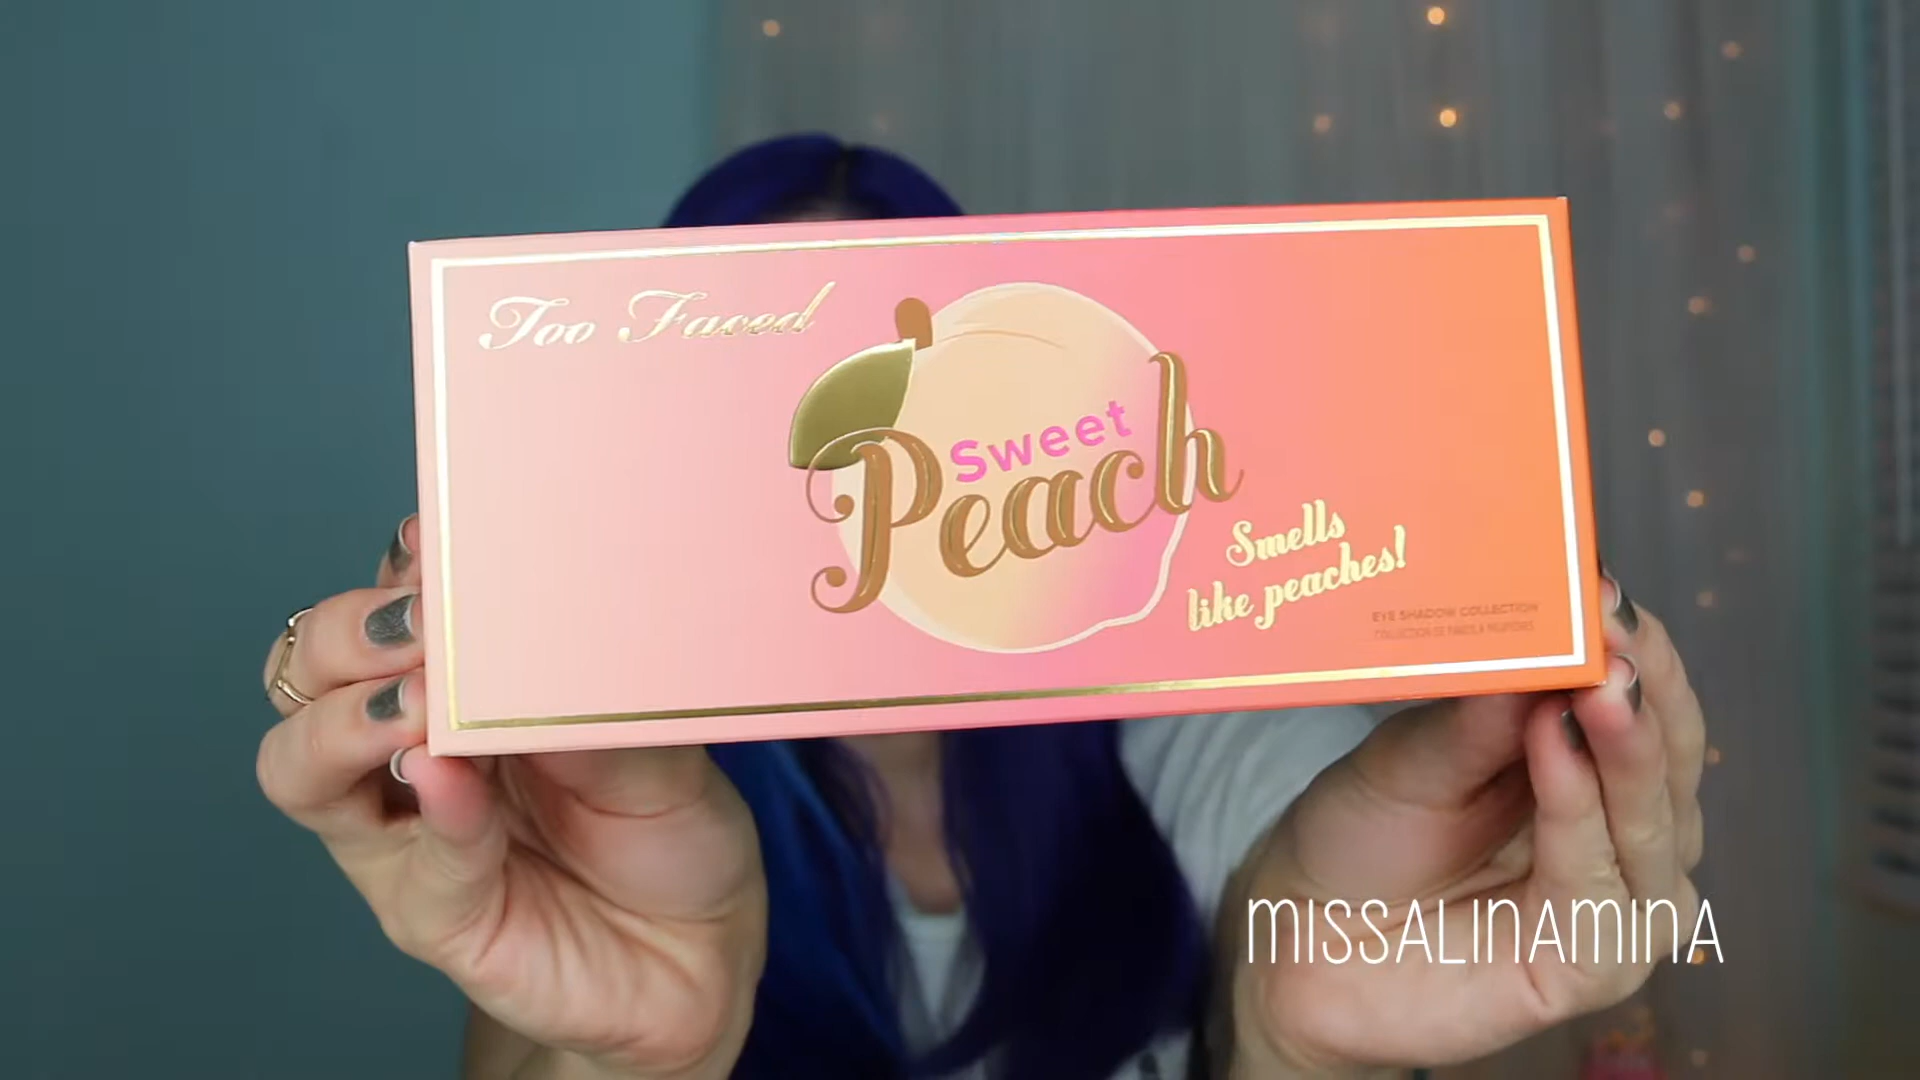 Too Faced
Sweet
Peach
Smells
like peaches!
EYE SHADOW COLLECTION
MISSALINAMINA